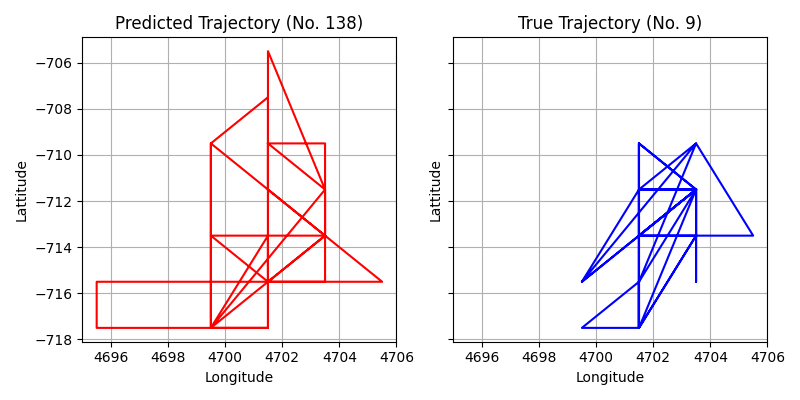 Predicted Trajectory (No. 138)
True Trajectory (No. 9)
−706
−708
−710
−712
−714
−716
−718
Lattitude
Lattitude
4696 4698 4700 4702 4704 4706
4696 4698 4700 4702 4704 4706
Longitude
Longitude